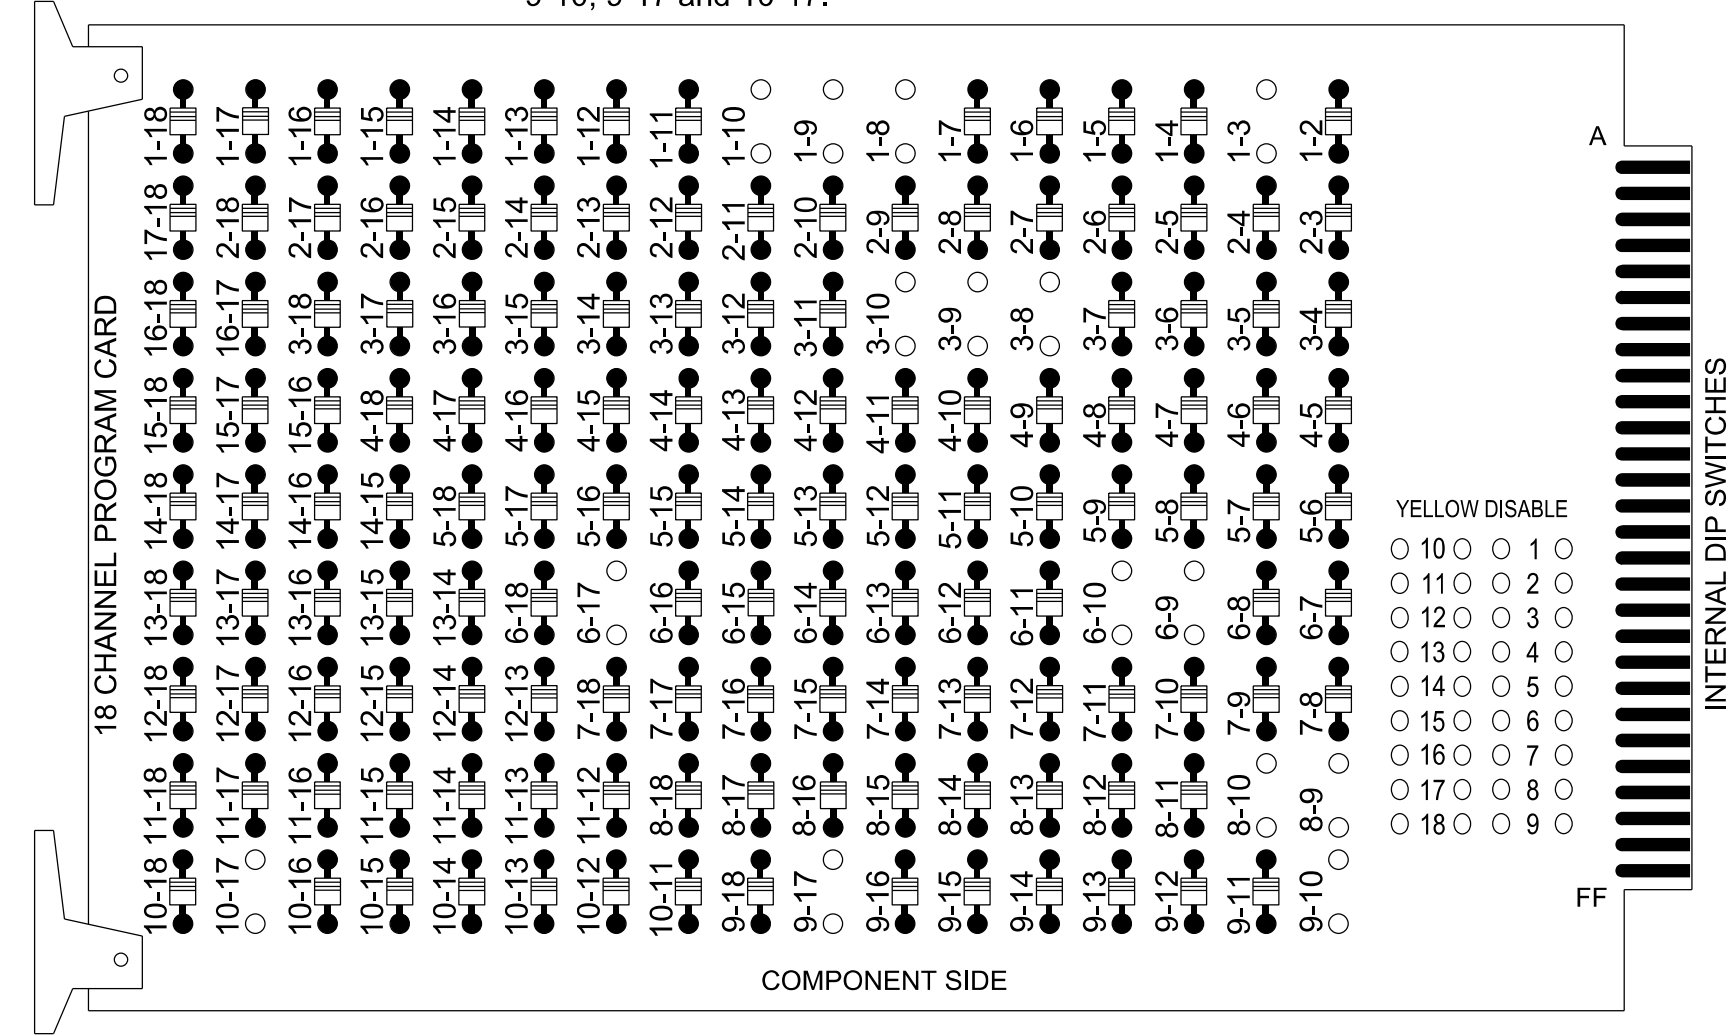 9-10, 9-17 and 10-17.
1-18 1-17 1-16 1-15 1-14 1-13 1-12 1-11 1-10 1-9 1-8 1-7 1-6 1-5 1-4 1-3 1-2
A
17-18 2-18 2-17 2-16 2-15 2-14 2-13 2-12 2-11 2-10 2-9 2-8 2-7 2-6 2-5 2-4 2-3
16-18 16-17 3-18 3-17 3-16 3-15 3-14 3-13 3-12 3-11 3-10 3-9 3-8 3-7 3-6 3-5 3-4
15-18 15-17 15-16 4-18 4-17 4-16 4-15 4-14 4-13 4-12 4-11 4-10 4-9 4-8 4-7 4-6 4-5
14-18 14-17 14-16 14-15 5-18 5-17 5-16 5-15 5-14 5-13 5-12 5-11 5-10 5-9 5-8 5-7 5-6
13-18 13-17 13-16 13-15 13-14 6-18 6-17 6-16 6-15 6-14 6-13 6-12 6-11 6-10 6-9 6-8 6-7
12-18 12-17 12-16 12-15 12-14 12-13 7-18 7-17 7-16 7-15 7-14 7-13 7-12 7-11 7-10 7-9 7-8
11-18 11-17 11-16 11-15 11-14 11-13 11-12 8-18 8-17 8-16 8-15 8-14 8-13 8-12 8-11 8-10 8-9
10-18 10-17 10-16 10-15 10-14 10-13 10-12 10-11 9-18 9-17 9-16 9-15 9-14 9-13 9-12 9-11 9-10
18 CHANNEL PROGRAM CARD
YELLOW DISABLE
10 1
11 2
12 3
13 4
14 5
15 6
16 7
17 8
18 9
FF
INTERNAL DIP SWITCHES
COMPONENT SIDE